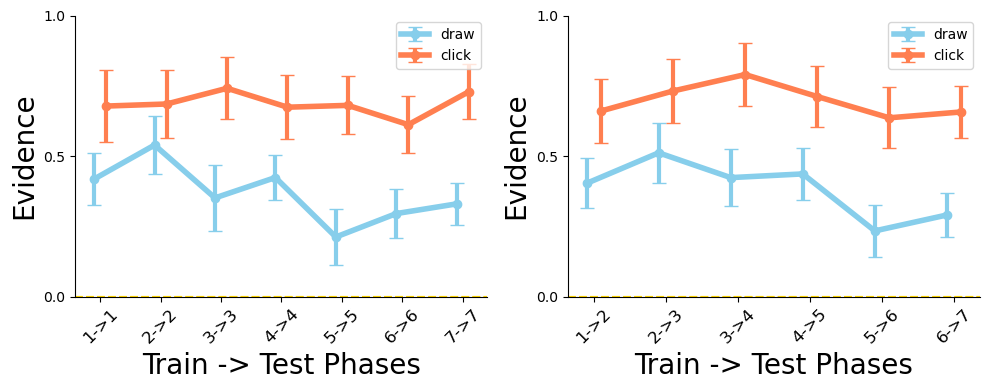 1.0
0.5
0.0
Evidence
draw
click
1->1
2->2
3->3
4->4
5->5
6->6
7->7
Train -> Test Phases
1.0
0.5
0.0
Evidence
draw
click
1->2
2->3
3->4
4->5
5->6
6->7
Train -> Test Phases